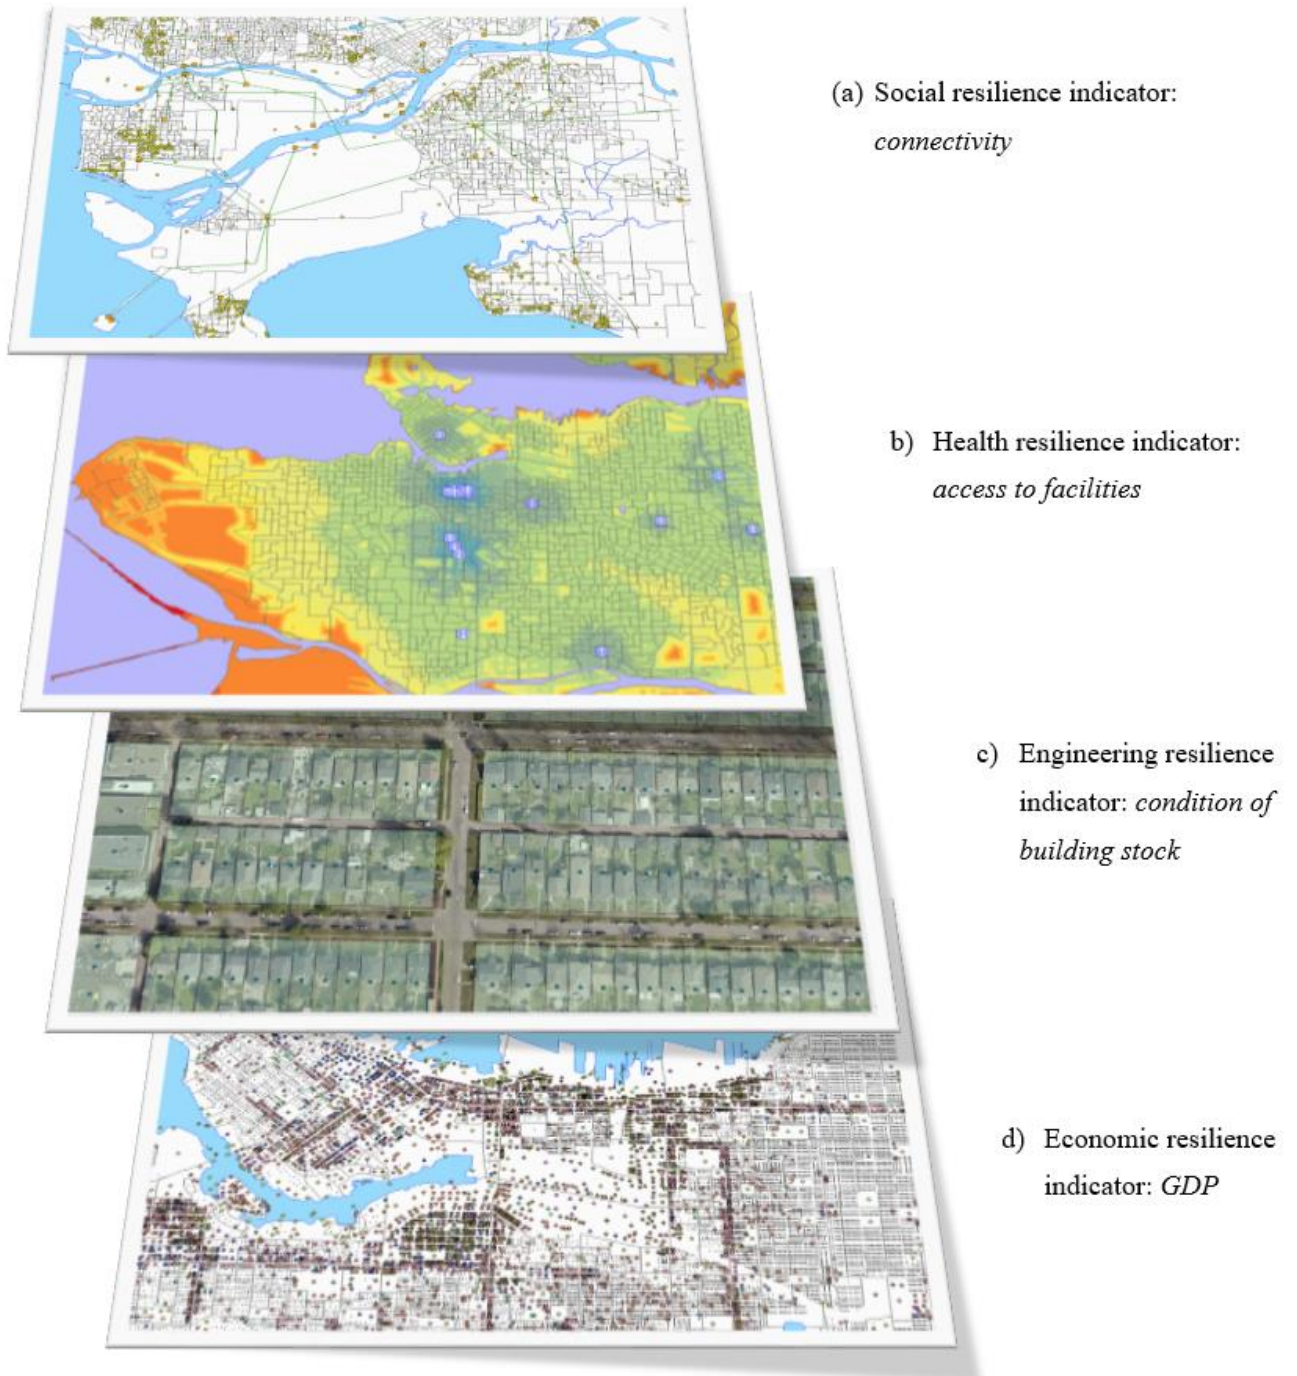 (a) Social resilience indicator:
connectivity
b) Health resilience indicator:
access to facilities
c) Engineering resilience
indicator: condition of
building stock
d) Economic resilience
indicator: GDP